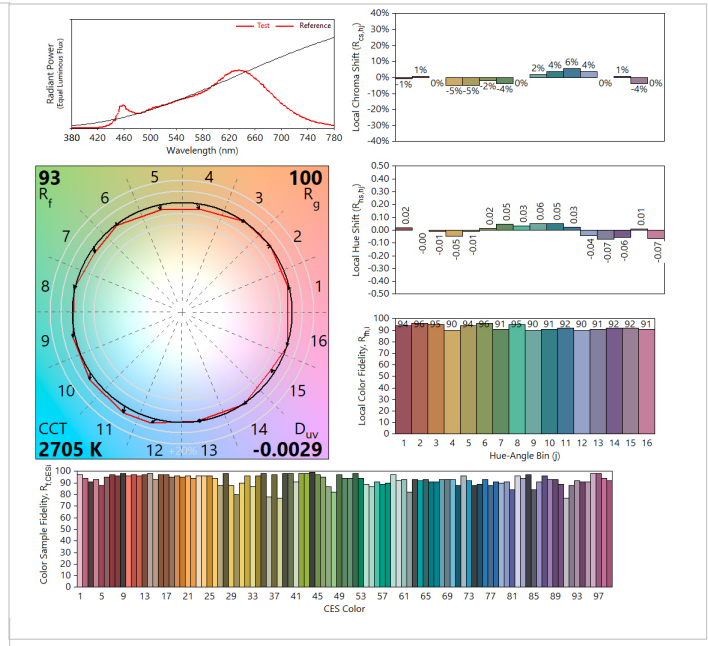 Test Reference
Radiant Power
(Equal Luminous Flux)
380 420 460 500 540 580 620 660 700 740 780
Wavelength (nm)
Local Chroma Shift (Rcs,hj)
40%
30%
20%
10%
0%
-10%
-20%
-30%
-40%
-1% 1% 0% -5% -5% -2% -4% 0% 2% 4% 6% 4% 0% 1% -4% 0%
93
Rf
100
Rg
1
2
3
4
5
6
7
8
9
10
11
12
13
14
15
16
+20%
CCT
2705 K
Duv
-0.0029
Local Hue Shift (Rhs,hj)
0.50
0.40
0.30
0.20
0.10
0.00
-0.10
-0.20
-0.30
-0.40
-0.50
0.02 -0.00 -0.01 -0.05 -0.01 0.02 0.05 0.03 0.06 0.05 0.03 -0.04 -0.07 -0.06 0.01 -0.07
Local Color Fidelity, Rfh,i
100
90
80
70
60
50
40
30
20
10
0
94 96 95 90 94 96 91 95 90 91 92 90 91 92 92 91
1 2 3 4 5 6 7 8 9 10 11 12 13 14 15 16
Hue-Angle Bin (j)
Color Sample Fidelity, Rf,CESi
100
90
80
70
60
50
40
30
20
10
0
1 5 9 13 17 21 25 29 33 37 41 45 49 53 57 61 65 69 73 77 81 85 89 93 97
CES Color